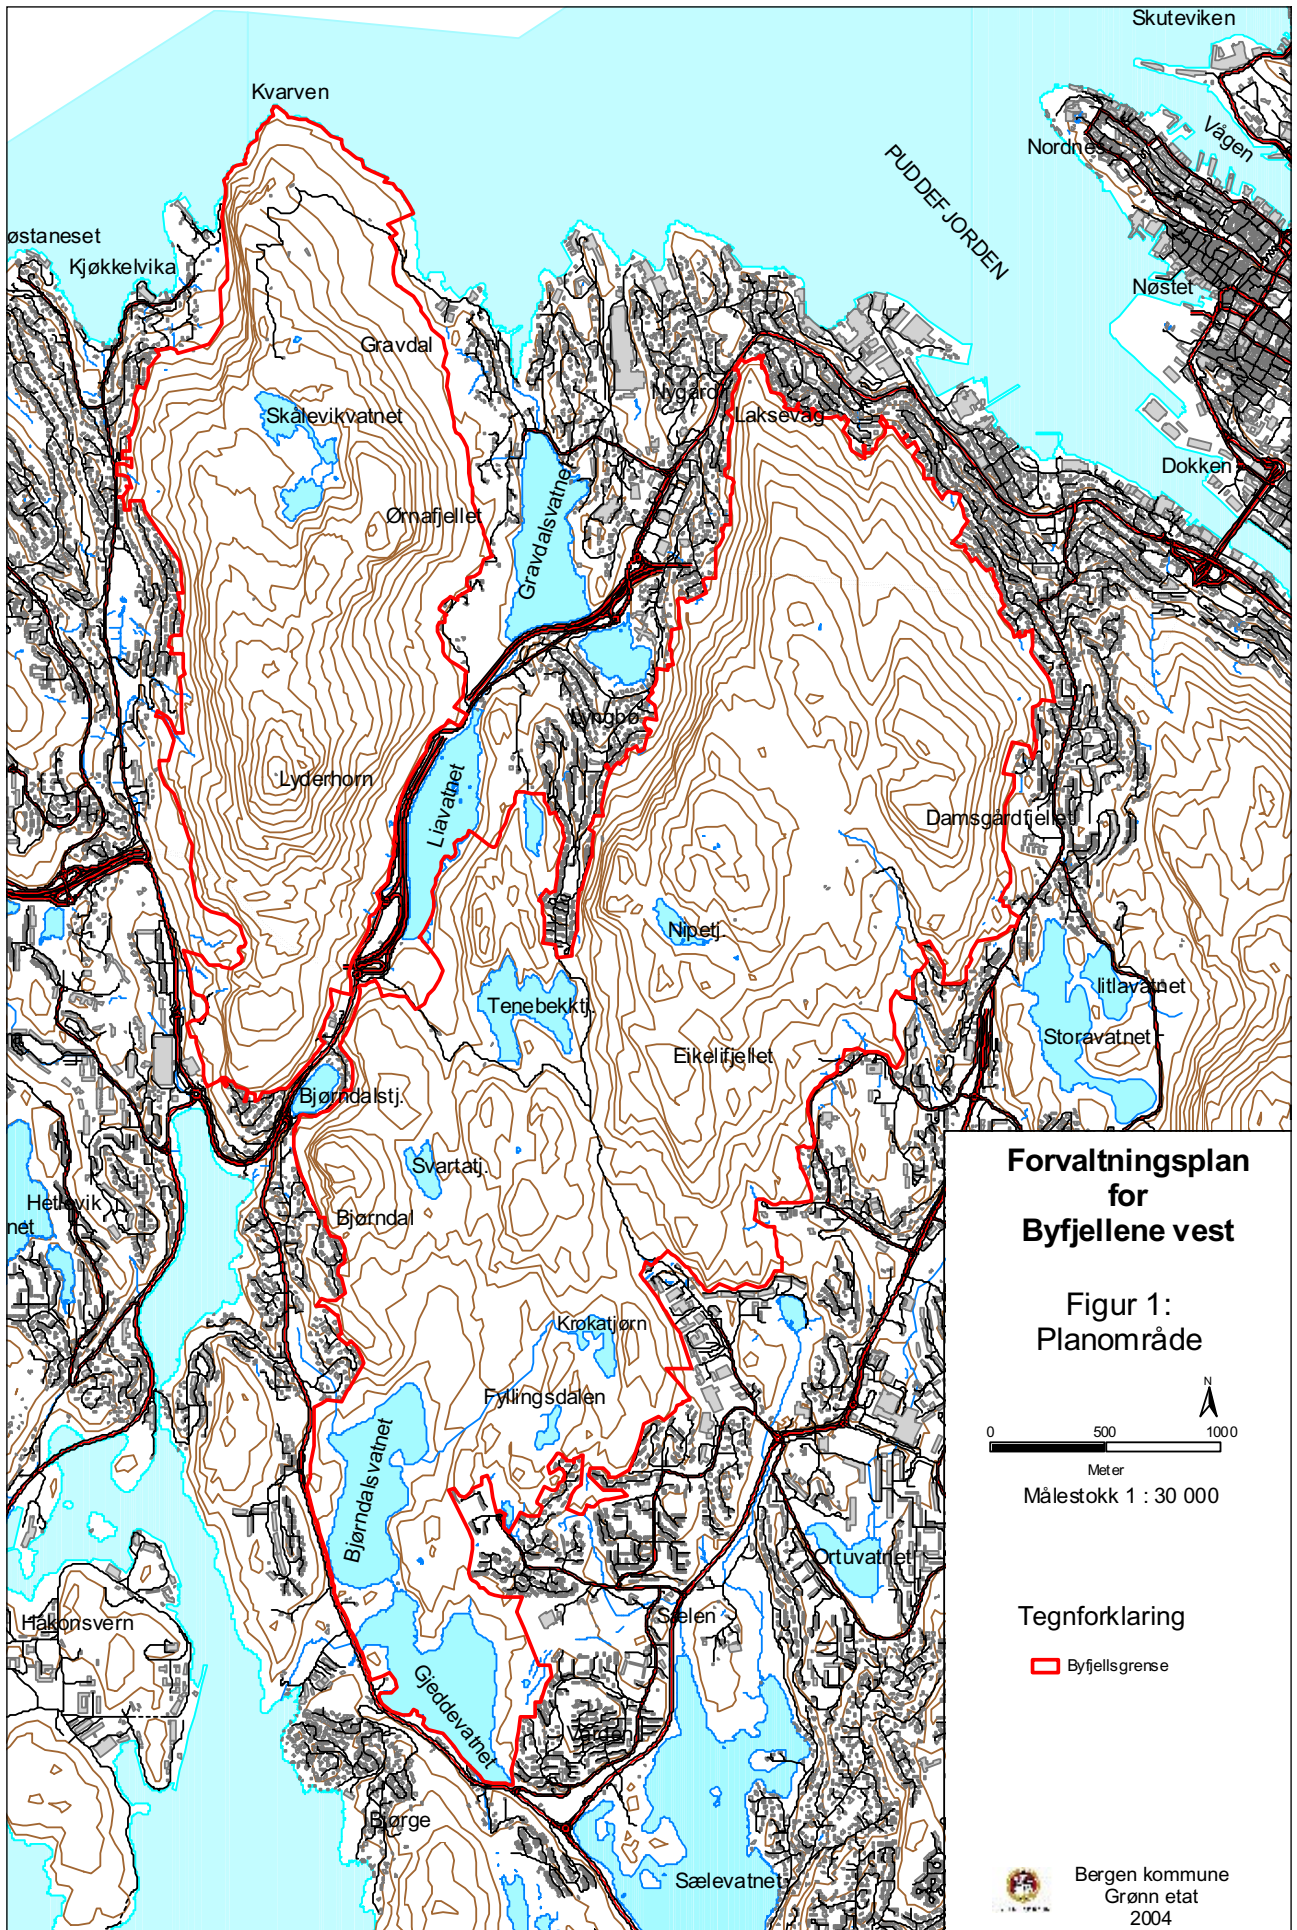 Skuteviken
Kvarven
Vågen
Nordnes
PUDDEFJORDEN
østaneset
Kjøkkelvika
Nøstet
Gravdal
Nygård
Laksevåg
Skålevikvatnet
Dokken
Gravdalsvatnet
Ørnafjellet
Lyngbø
Lyderhorn
Liavatnet
Damsgårdfjellet
Nipetj.
Tenebekktj.
litlavatnet
Storavatnet
Eikelifjellet
Bjørndalstj.
Svartatj.
Hetlevik
net
Bjørndal
Krokatjørn
Fyllingsdalen
Bjørndalsvatnet
Ortuvatnet
Håkonsvern
Sælen
Gjeddevatnet
Bjørge
Sælevatnet
Forvaltningsplan
for
Byfjellene vest
Figur 1:
Planområde
N
0 500 1000
Meter
Målestokk 1 : 30 000
Tegnforklaring
Byfjellsgrense
Bergen kommune
Grønn etat
2004